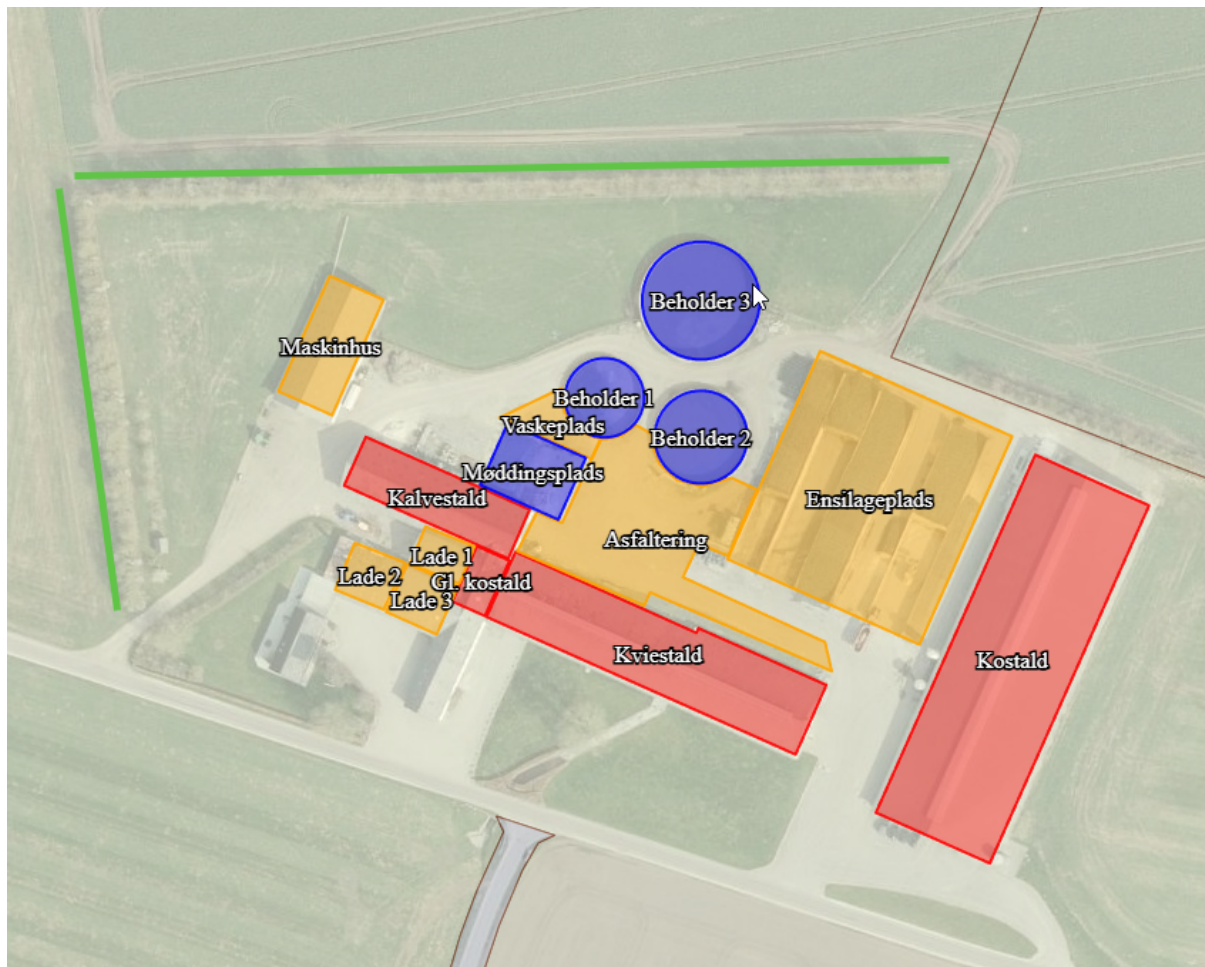 Beholder 3
Maskinhus
Beholder 1
Vaskeplads
Beholder 2
Møddingsplads
Kalvestald
Ensilageplads
Asfaltering
Lade 1
Lade 2
Gl. kostald
Lade 3
Kviestald
Kostald